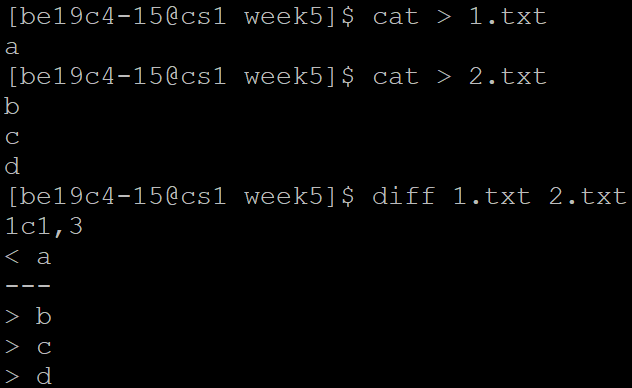 [be19c4-15@cs1 week5]$ cat > 1.txt
a
[be19c4-15@cs1 week5]$ cat > 2.txt
b
c
d
[be19c4-15@cs1 week5]$ diff 1.txt 2.txt
1c1,3
< a
---
> b
> c
> d